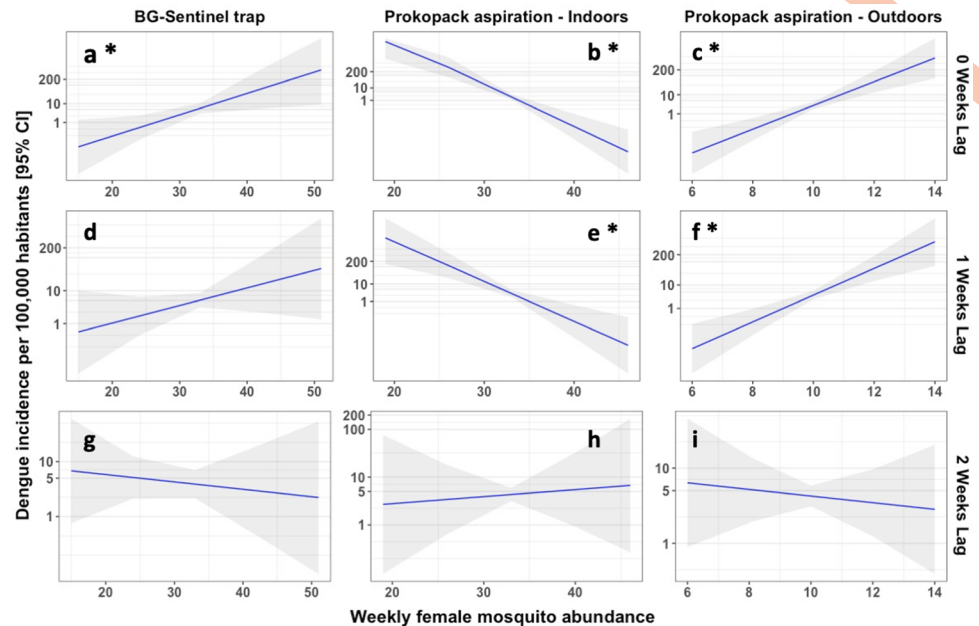 BG-Sentinel trap
Prokopack aspiration - Indoors
Prokopack aspiration - Outdoors
Dengue incidence per 100,000 habitants [95% CI]
a *
200
10
1
20 30 40 50
b *
200
10
1
20 30 40
c *
200
10
1
6 8 10 12 14
0 Weeks Lag
d
200
10
1
20 30 40 50
e *
200
10
1
20 30 40
f *
200
10
1
6 8 10 12 14
1 Weeks Lag
g
10
5
1
20 30 40 50
h
200
100
10
5
1
20 30 40
i
10
5
1
6 8 10 12 14
2 Weeks Lag
Weekly female mosquito abundance